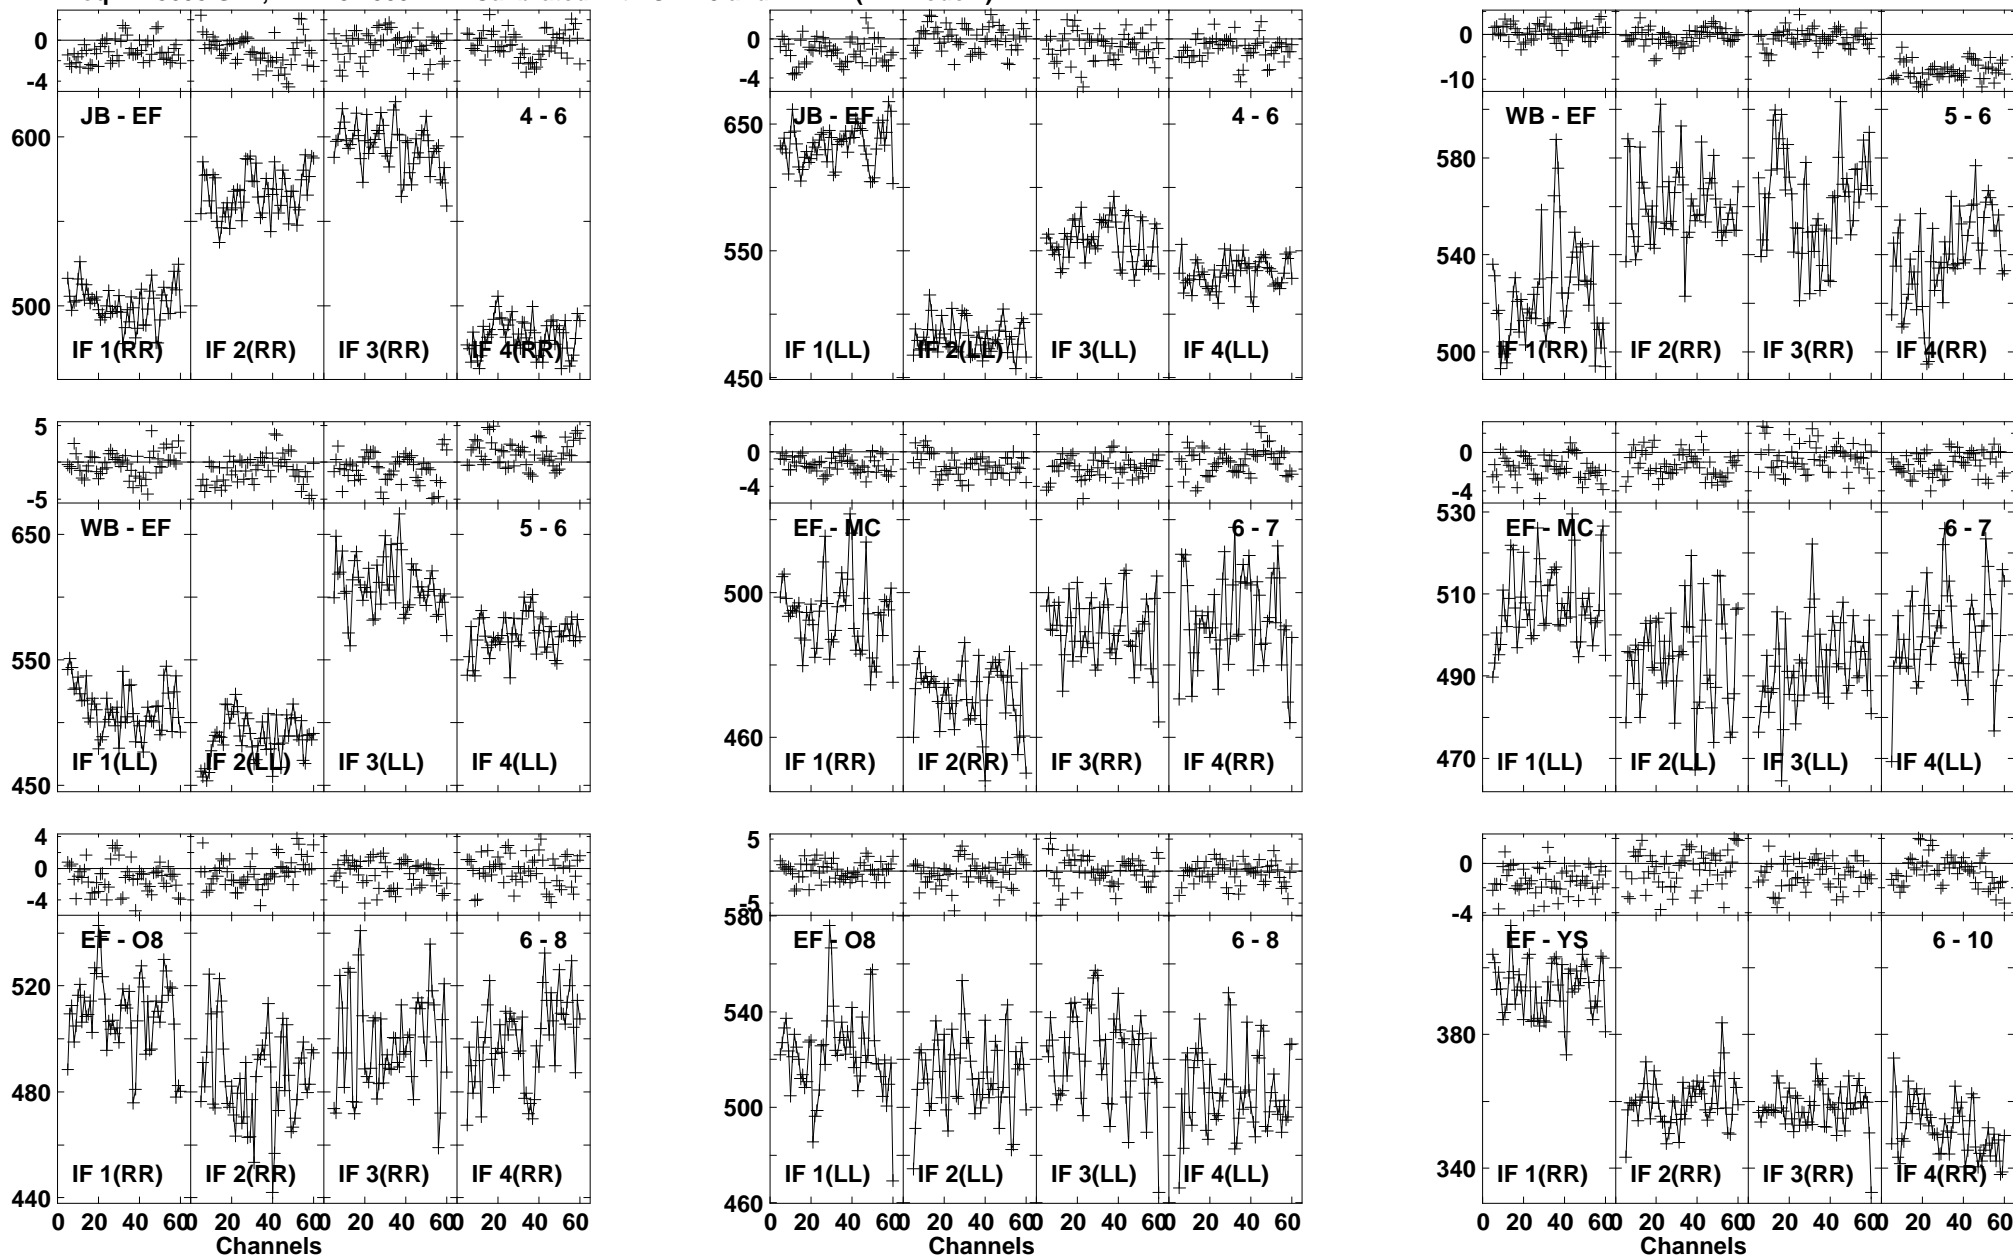 0
-4
600
500
JB - EF
4 - 6
IF 1(RR)
IF 2(RR)
IF 3(RR)
IF 4(RR)
0
-4
650
550
450
JB - EF
4 - 6
IF 1(LL)
IF 2(LL)
IF 3(LL)
IF 4(LL)
0
-10
580
540
500
WB - EF
5 - 6
IF 1(RR)
IF 2(RR)
IF 3(RR)
IF 4(RR)
5
0
-5
650
550
450
WB - EF
5 - 6
IF 1(LL)
IF 2(LL)
IF 3(LL)
IF 4(LL)
0
-4
500
460
EF - MC
6 - 7
IF 1(RR)
IF 2(RR)
IF 3(RR)
IF 4(RR)
0
-4
530
510
490
470
EF - MC
6 - 7
IF 1(LL)
IF 2(LL)
IF 3(LL)
IF 4(LL)
4
0
-4
520
480
440
EF - O8
6 - 8
IF 1(RR)
IF 2(RR)
IF 3(RR)
IF 4(RR)
0 20 40 60 0 20 40 60 0 20 40 60 0 20 40 60
Channels
5
-5
580
540
500
460
EF - O8
6 - 8
IF 1(LL)
IF 2(LL)
IF 3(LL)
IF 4(LL)
0 20 40 60 0 20 40 60 0 20 40 60 0 20 40 60
Channels
0
-4
380
340
EF - YS
6 - 10
IF 1(RR)
IF 2(RR)
IF 3(RR)
IF 4(RR)
0 20 40 60 0 20 40 60 0 20 40 60 0 20 40 60
Channels